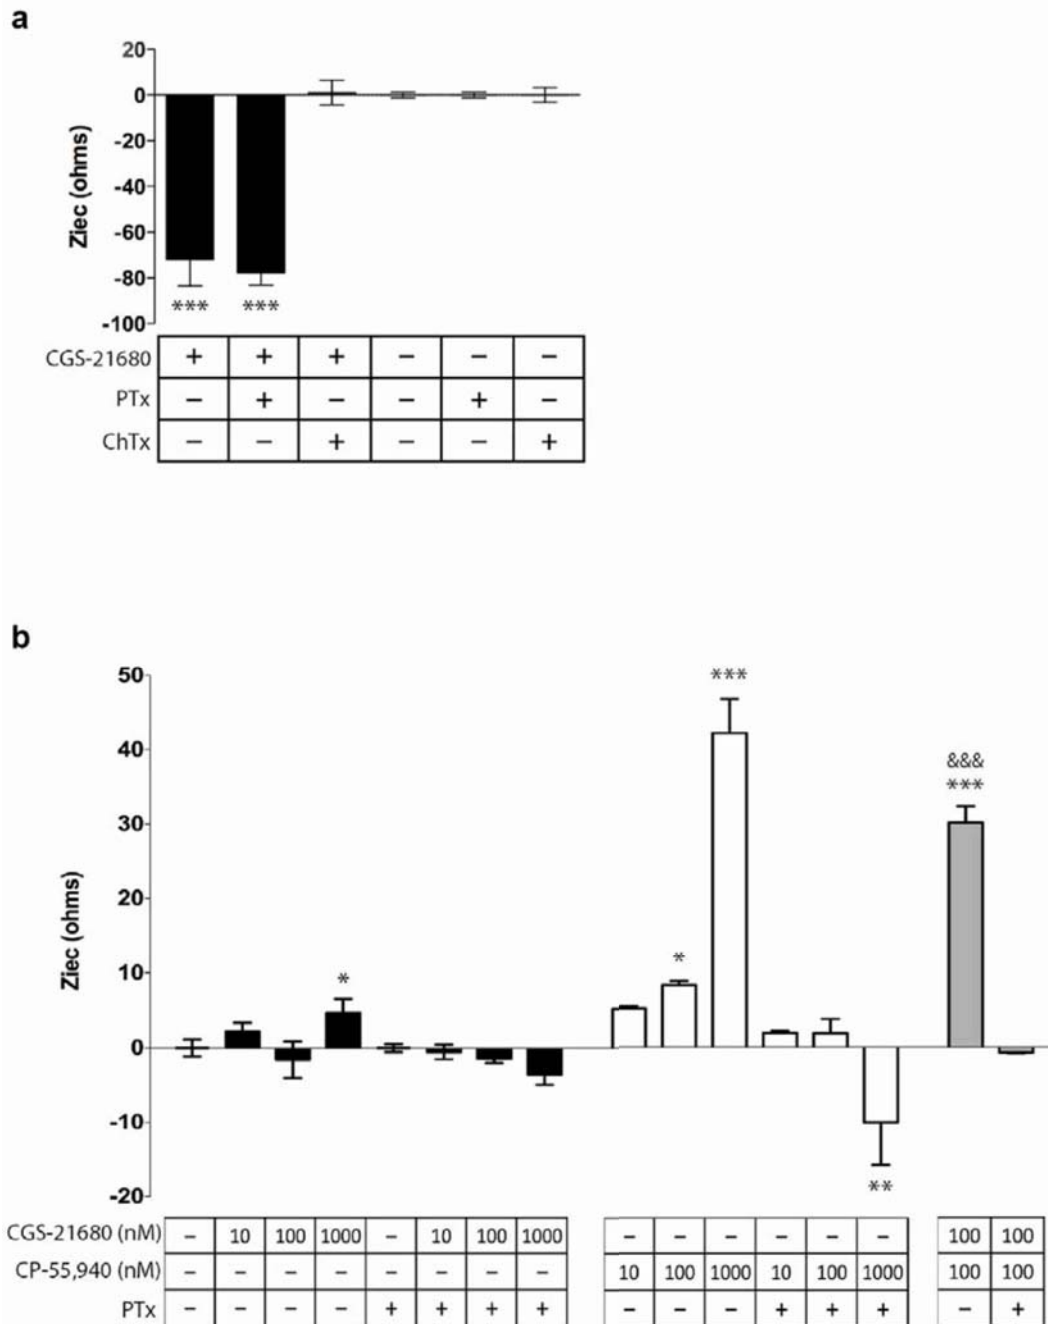 a
20
0
-20
-40
-60
-80
-100
Ziec (ohms)
*** ***
CGS-21680 + + + – – –
PTx – + – – + –
ChTx – – + – – +
b
50
40
30
20
10
0
-10
-20
Ziec (ohms)
*
*
***
&&&
***
**
CGS-21680 (nM) – 10 100 1000 – 10 100 1000 – – – – – – 100 100
CP-55,940 (nM) – – – – – – – – 10 100 1000 10 100 1000 100 100
PTx – – – – + + + + – – – + + + – +